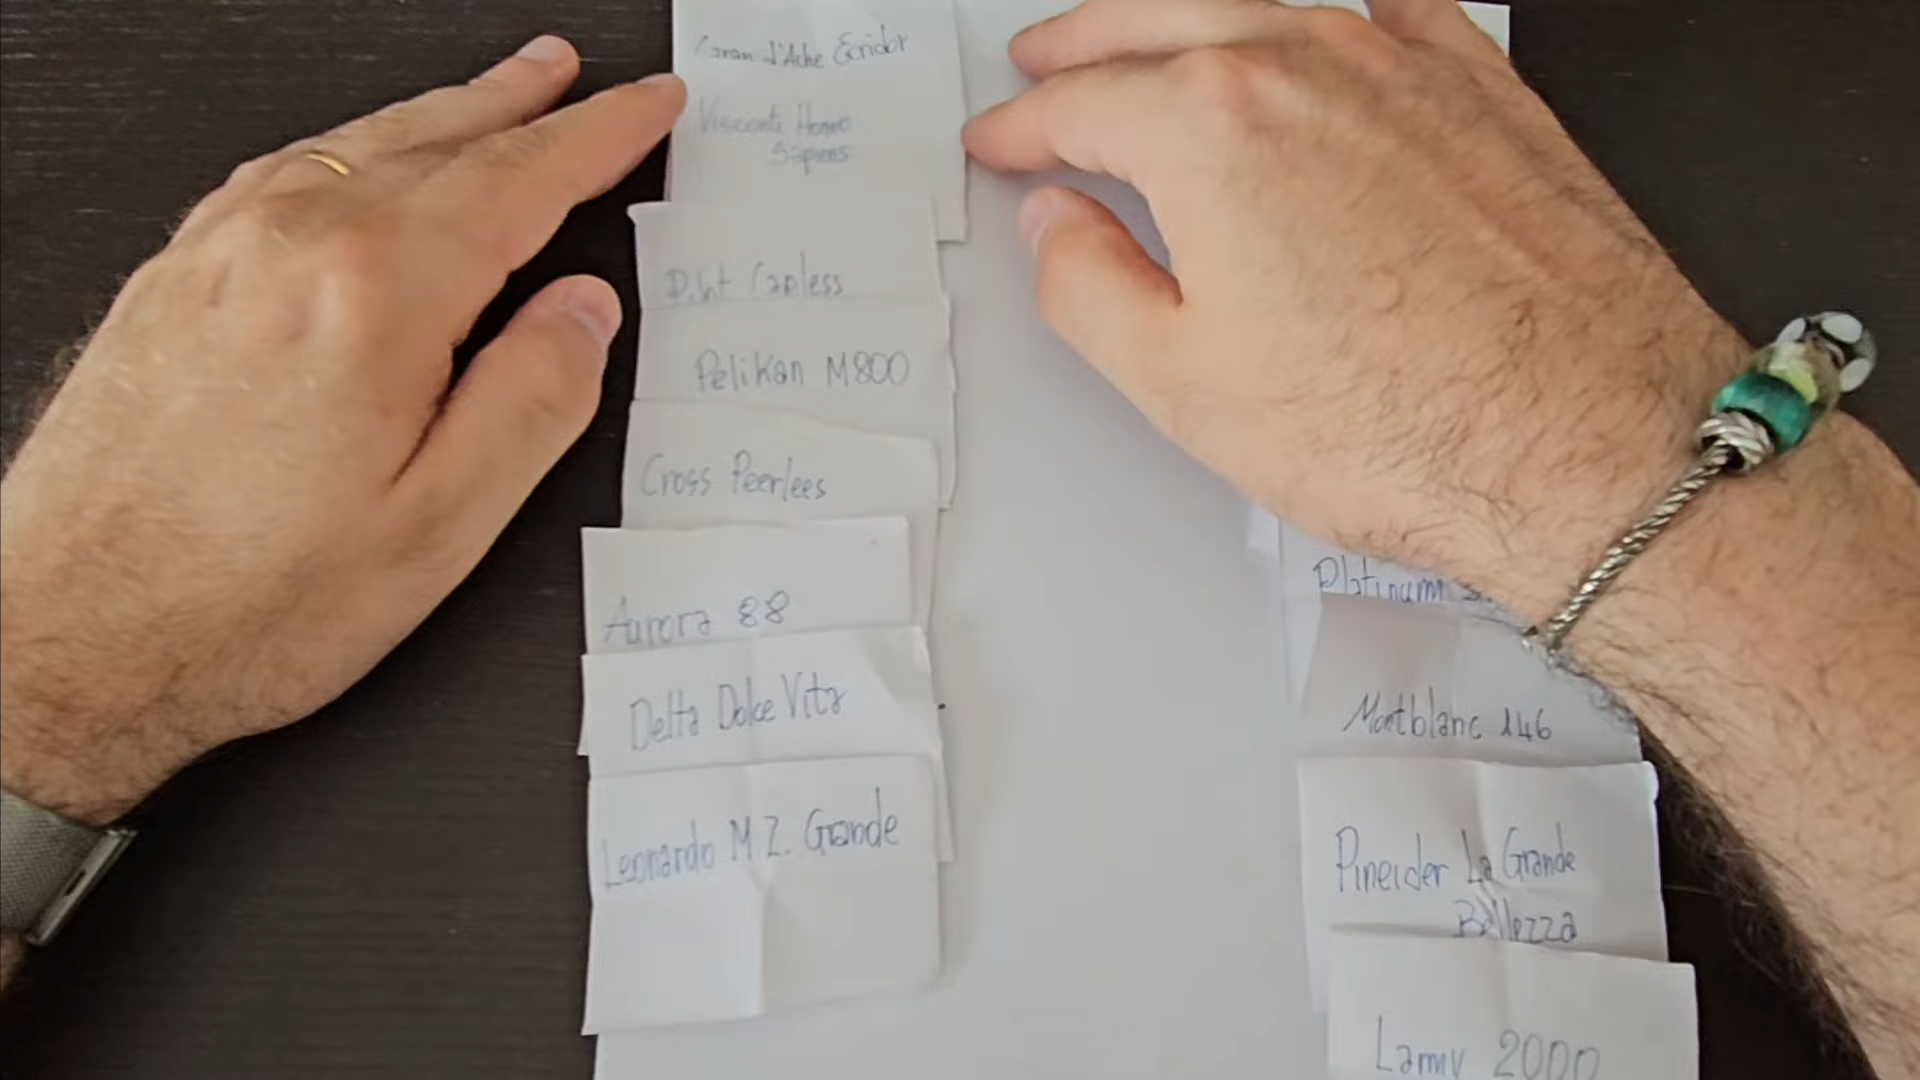 Caran d'Ache Ecridor
Visconti Homo
Sapiens
Pilot Capless
Pelikan M800
Cross Peerlees
Aurora 88
Delta Dolce Vita
Leonardo M Z. Grande
Platinum
Montblanc 146
Pineider La Grande
Bellezza
Lamy 2000